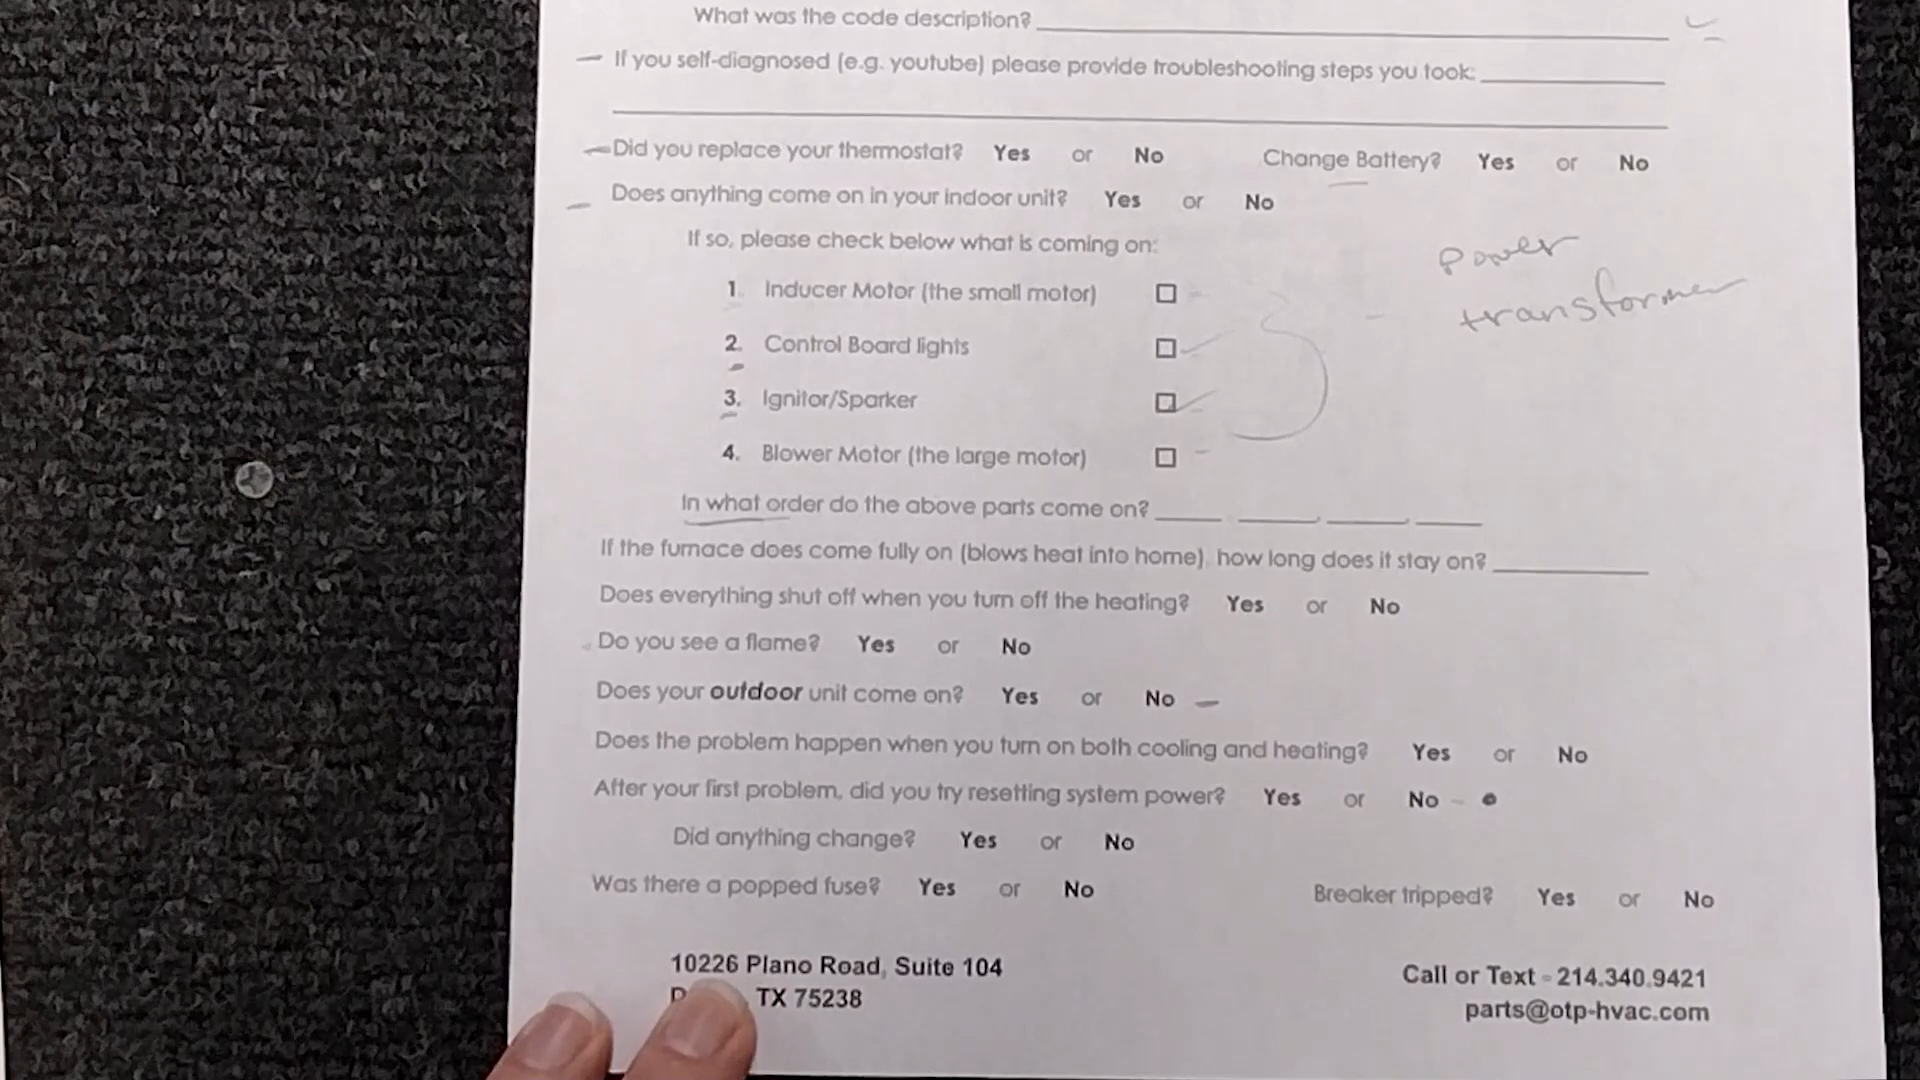 What was the code description?
If you self-diagnosed (e.g. youtube) please provide troubleshooting steps you took:
Did you replace your thermostat? Yes or No Change Battery? Yes or No
Does anything come on in your indoor unit? Yes or No
If so, please check below what is coming on:
power
1. Inducer Motor (the small motor)
transformer
2. Control Board lights
3. Ignitor/Sparker
4. Blower Motor (the large motor)
In what order do the above parts come on?
If the furnace does come fully on (blows heat into home) how long does it stay on?
Does everything shut off when you turn off the heating? Yes or No
Do you see a flame? Yes or No
Does your outdoor unit come on? Yes or No
Does the problem happen when you turn on both cooling and heating? Yes or No
After your first problem, did you try resetting system power? Yes or No
Did anything change? Yes or No
Was there a popped fuse? Yes or No Breaker tripped? Yes or No
10226 Plano Road, Suite 104
TX 75238
Call or Text - 214.340.9421
parts@otp-hvac.com